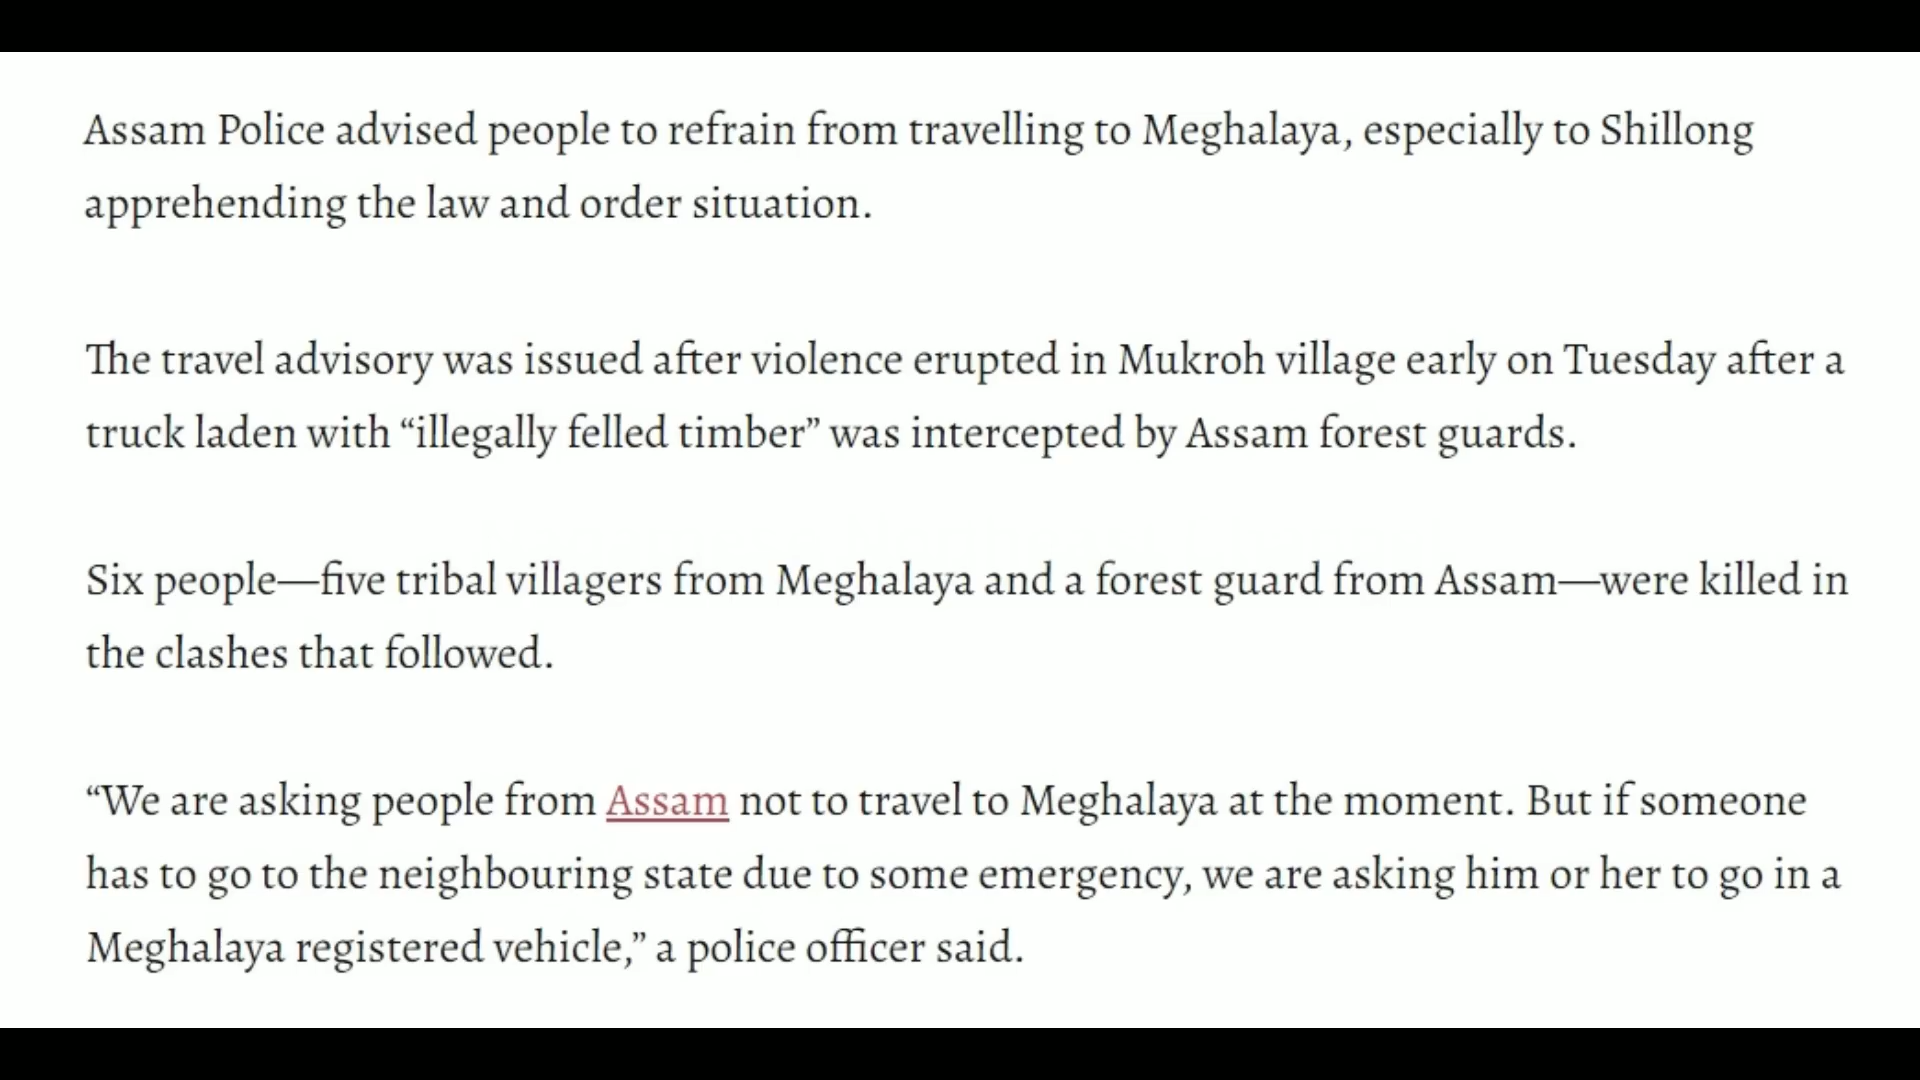 Assam Police advised people to refrain from travelling to Meghalaya, especially to Shillong
apprehending the law and order situation.
The travel advisory was issued after violence erupted in Mukroh village early on Tuesday after a
truck laden with “illegally felled timber” was intercepted by Assam forest guards.
Six people—five tribal villagers from Meghalaya and a forest guard from Assam—were killed in
the clashes that followed.
“We are asking people from Assam not to travel to Meghalaya at the moment. But if someone
has to go to the neighbouring state due to some emergency, we are asking him or her to go in a
Meghalaya registered vehicle,” a police officer said.